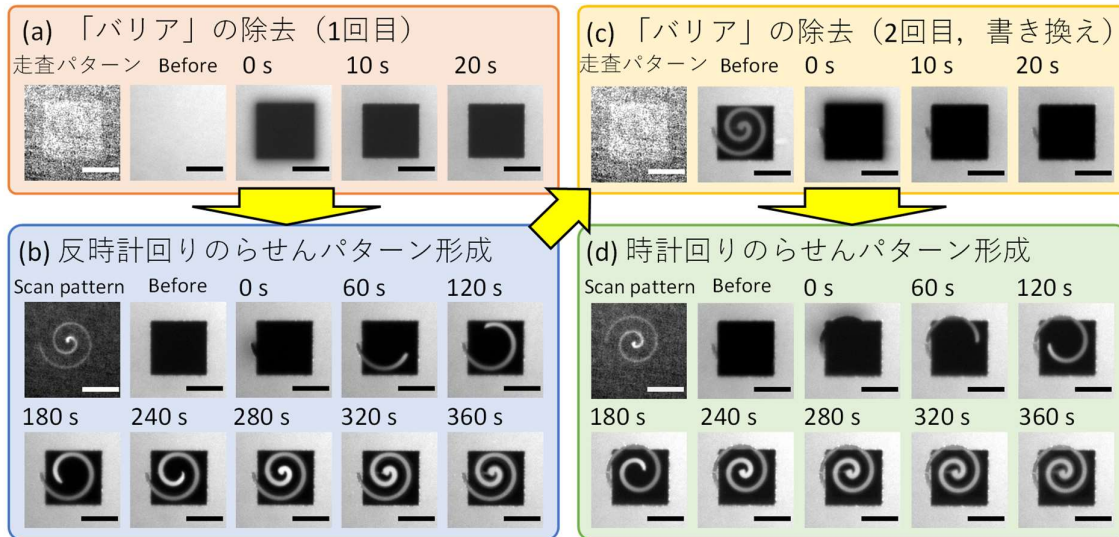 (a) 「バリア」の除去（1回目）
走査パターン Before 0 s 10 s 20 s
(b) 反時計回りのらせんパターン形成
Scan pattern Before 0 s 60 s 120 s
180 s 240 s 280 s 320 s 360 s
(c) 「バリア」の除去（2回目，書き換え）
走査パターン Before 0 s 10 s 20 s
(d) 時計回りのらせんパターン形成
Scan pattern Before 0 s 60 s 120 s
180 s 240 s 280 s 320 s 360 s